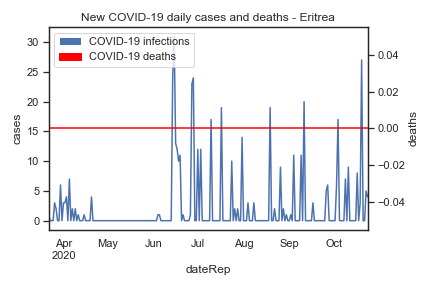 New COVID-19 daily cases and deaths - Eritrea
COVID-19 infections
COVID-19 deaths
30
25
20
15
10
5
0
cases
0.04
0.02
0.00
−0.02
−0.04
deaths
Apr
2020
May
Jun
Jul
Aug
Sep
Oct
dateRep